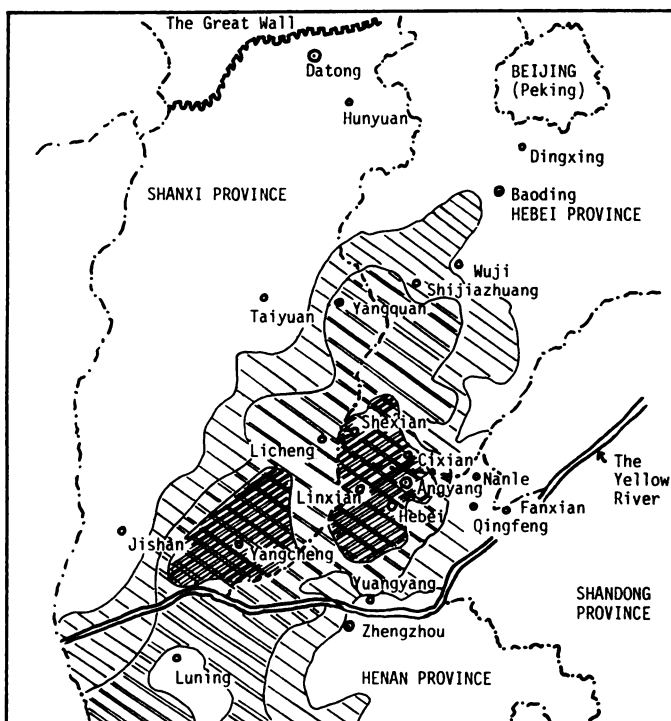 The Great Wall
Datong
BEIJING
(Peking)
Hunyuan
Dingxing
SHANXI PROVINCE
Baoding
HEBEI PROVINCE
Wuji
Shijiazhuang
Taiyuan
Yangquan
Shexian
Licheng
Cixian
The
Yellow
River
Nanle
Linxian
Angyang
Hebei
Fanxian
Qingfeng
Jishan
Yangcheng
Yuangyang
SHANDONG
PROVINCE
Zhengzhou
Luning
HENAN PROVINCE